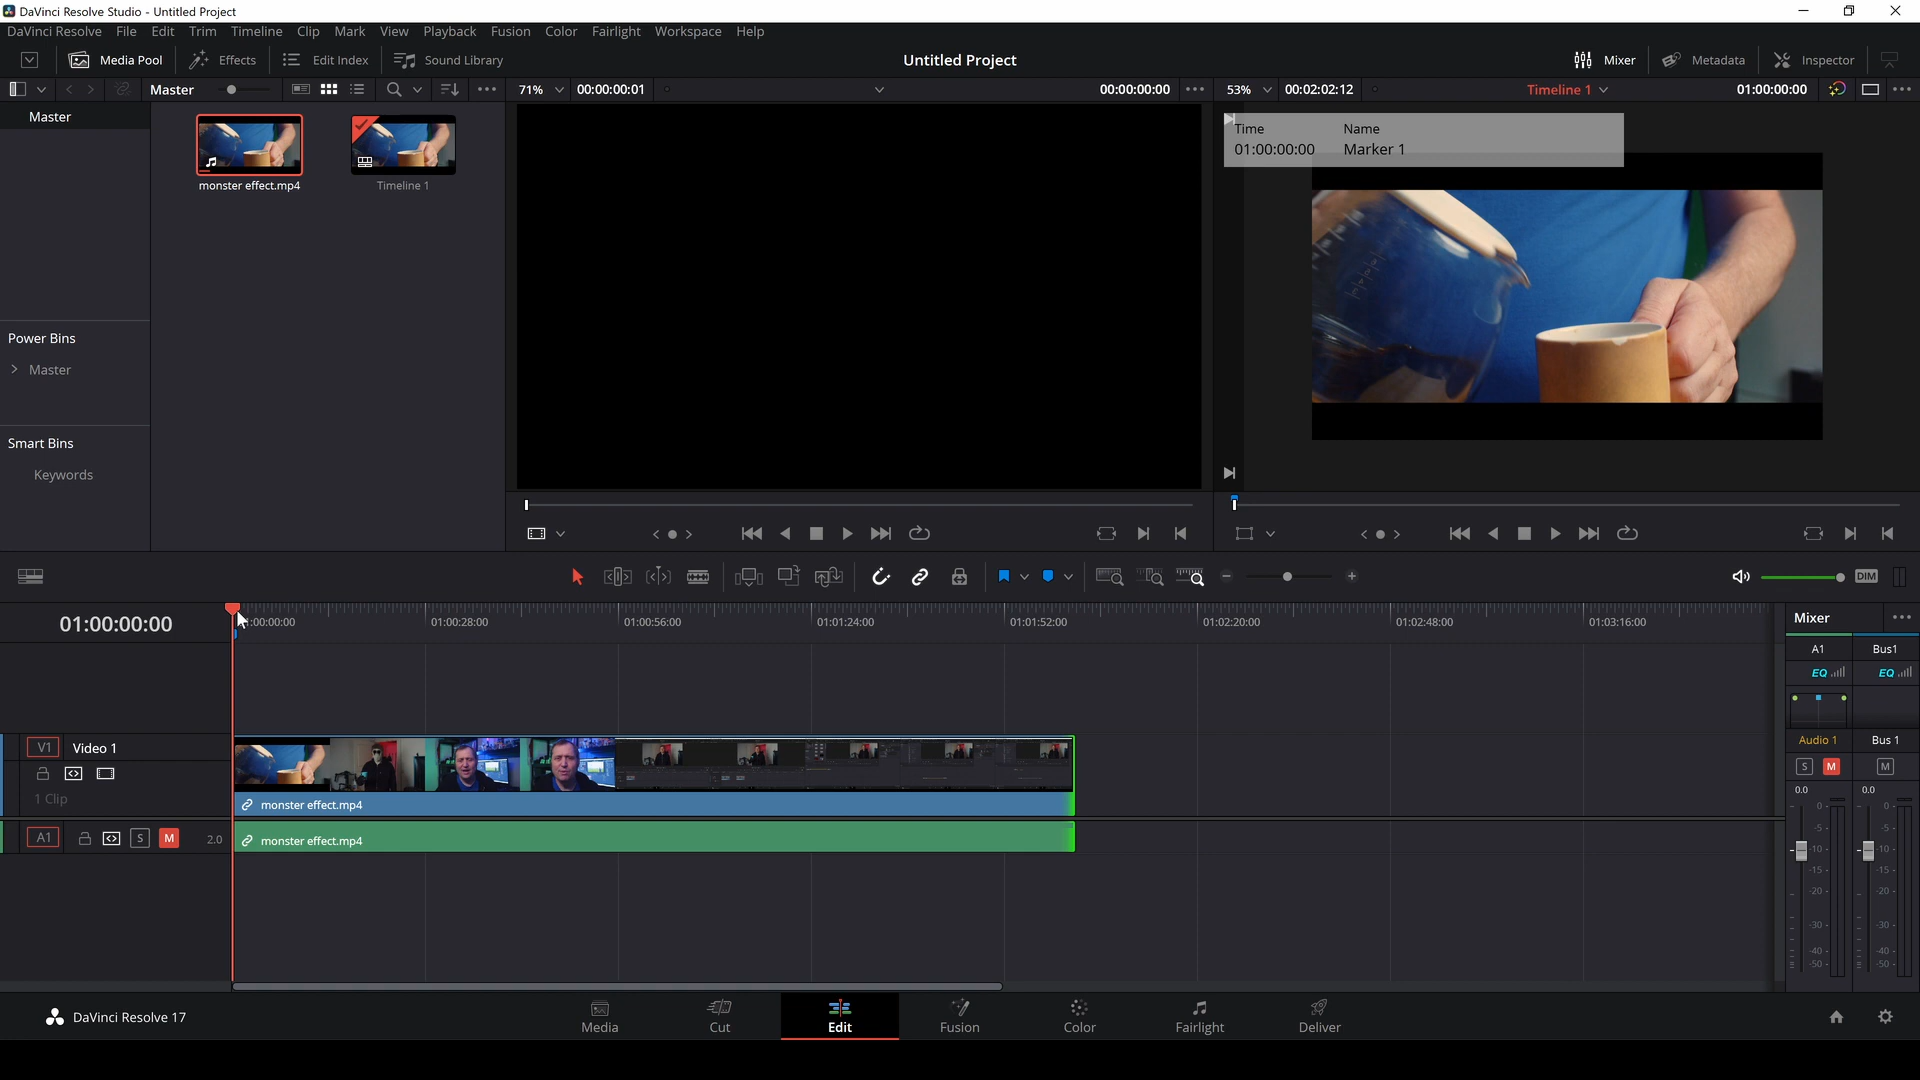 DaVinci Resolve Studio - Untitled Project
DaVinci Resolve File Edit Trim Timeline Clip Mark View Playback Fusion Color Fairlight Workspace Help
Media Pool Effects Edit Index Sound Library Untitled Project Mixer Metadata Inspector
Master 71% 00:00:00:01 00:00:00:00 53% 00:02:02:12 Timeline 1 01:00:00:00
Master
monster effect.mp4 Timeline 1
Time Name
01:00:00:00 Marker 1
Power Bins
Master
Smart Bins
Keywords
DIM
01:00:00:00
:00:00:00 01:00:28:00 01:00:56:00 01:01:24:00 01:01:52:00 01:02:20:00 01:02:48:00 01:03:16:00
Mixer
A1 Bus1
EQ EQ
V1 Video 1
1 Clip
monster effect.mp4
A1 S M 2.0 monster effect.mp4
Audio 1 Bus 1
S M M
0.0 0.0
0- 0-
-5- -5-
-10- -10-
-15- -15-
-20- -20-
-30- -30-
-40- -40-
-50- -50-
DaVinci Resolve 17
Media Cut Edit Fusion Color Fairlight Deliver